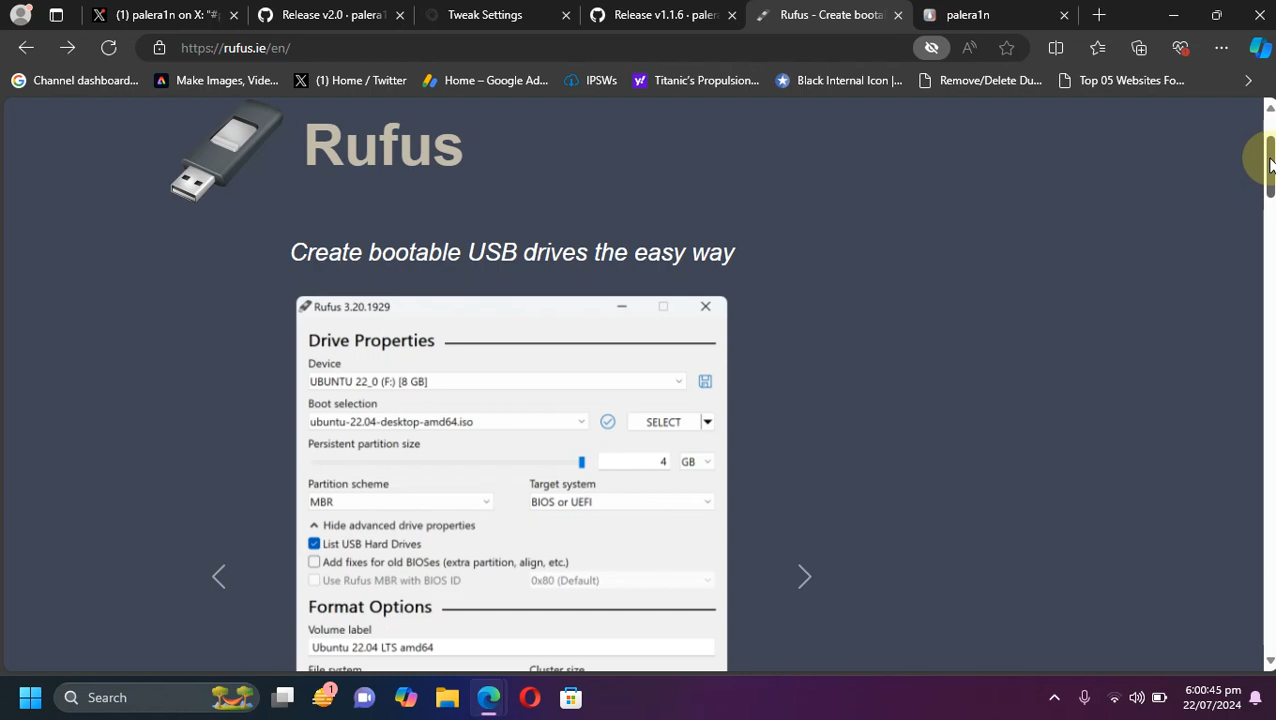 (1) palera1n on X: "#p
Release v2.0 · palera1
Tweak Settings
Release v1.1.6 · palera
Rufus - Create boota
palera1n
https://rufus.ie/en/
Channel dashboard...
Make Images, Vide...
(1) Home / Twitter
Home – Google Ad...
IPSWs
Titanic's Propulsion...
Black Internal Icon |...
Remove/Delete Du...
Top 05 Websites Fo...
Rufus
Create bootable USB drives the easy way
Rufus 3.20.1929
Drive Properties
Device
UBUNTU 22_0 (F:) [8 GB]
Boot selection
ubuntu-22.04-desktop-amd64.iso
SELECT
Persistent partition size
4 GB
Partition scheme Target system
MBR BIOS or UEFI
Hide advanced drive properties
List USB Hard Drives
Add fixes for old BIOSes (extra partition, align, etc.)
Use Rufus MBR with BIOS ID 0x80 (Default)
Format Options
Volume label
Ubuntu 22.04 LTS amd64
File system Cluster size
Search
1
6:00:45 pm
22/07/2024